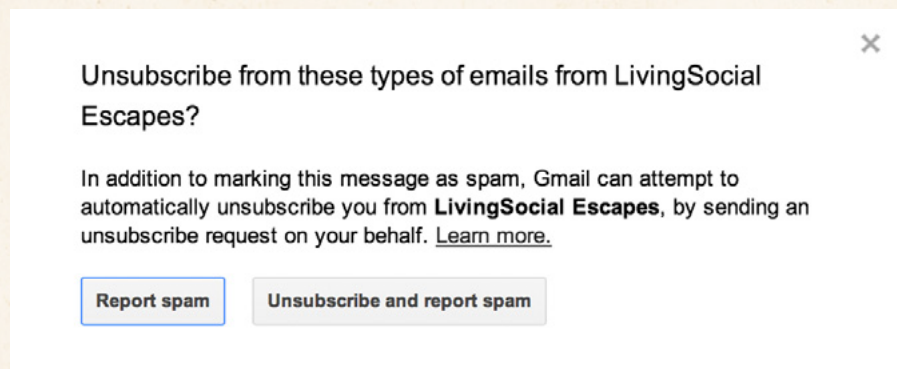 Unsubscribe from these types of emails from LivingSocial
Escapes?
In addition to marking this message as spam, Gmail can attempt to
automatically unsubscribe you from LivingSocial Escapes, by sending an
unsubscribe request on your behalf. Learn more.
Report spam
Unsubscribe and report spam